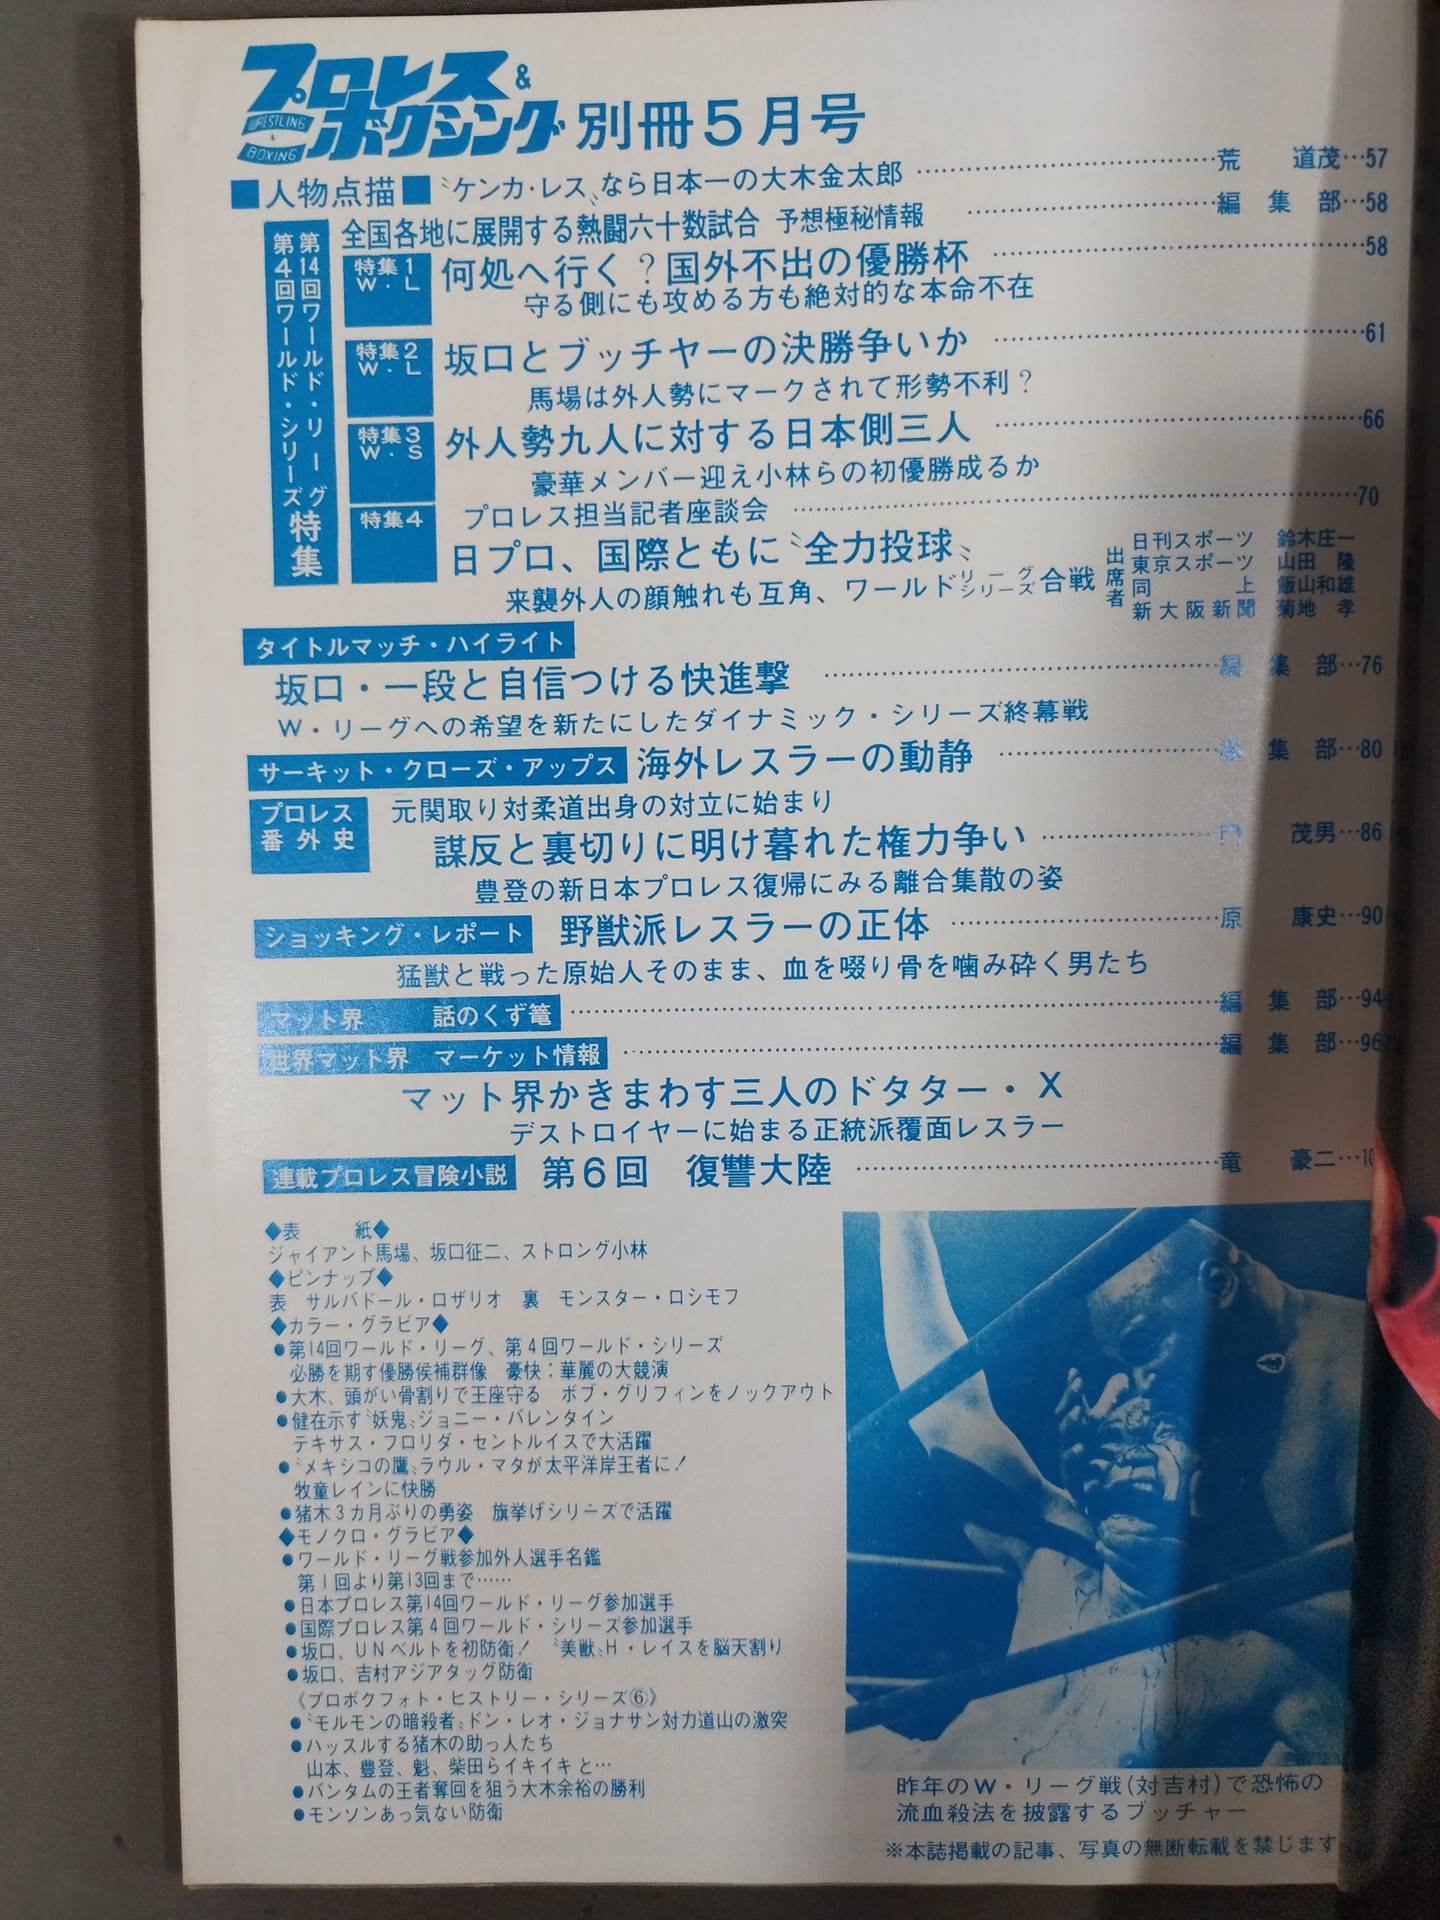 プロレス&ボクシング 別冊5月号
WRESTLING & BOXING
■人物点描■〝ケンカ・レス〟なら日本一の大木金太郎……荒 道茂…57
第14回ワールド・リーグ
第4回ワールド・シリーズ 特集
全国各地に展開する熱闘六十数試合 予想極秘情報……編集部…58
特集1 W・L 何処へ行く？国外不出の優勝杯……58
守る側にも攻める方も絶対的な本命不在
特集2 W・L 坂口とブッチャーの決勝争いか……61
馬場は外人勢にマークされて形勢不利？
特集3 W・S 外人勢九人に対する日本側三人……66
豪華メンバー迎え小林らの初優勝成るか
特集4 プロレス担当記者座談会……70
日プロ、国際ともに〝全力投球〟
来襲外人の顔触れも互角、ワールドリーグシリーズ合戦
出席者
日刊スポーツ 鈴木庄一
東京スポーツ 山田 隆
同 上 飯山和雄
新大阪新聞 菊地 孝
タイトルマッチ・ハイライト
坂口・一段と自信つける快進撃……編集部…76
W・リーグへの希望を新たにしたダイナミック・シリーズ終幕戦
サーキット・クローズ・アップス 海外レスラーの動静……編集部…80
プロレス番外史 元関取り対柔道出身の対立に始まり
謀反と裏切りに明け暮れた権力争い……門 茂男…86
豊登の新日本プロレス復帰にみる離合集散の姿
ショッキング・レポート 野獣派レスラーの正体……原 康史…90
猛獣と戦った原始人そのまま、血を啜り骨を噛み砕く男たち
マット界 話のくず篭……編集部…94
世界マット界 マーケット情報……編集部…96
マット界かきまわす三人のドタター・X
デストロイヤーに始まる正統派覆面レスラー
連載プロレス冒険小説 第6回 復讐大陸……竜 豪二…10
◆表 紙◆
ジャイアント馬場、坂口征二、ストロング小林
◆ピンナップ◆
表 サルバドール・ロザリオ 裏 モンスター・ロシモフ
◆カラー・グラビア◆
●第14回ワールド・リーグ、第4回ワールド・シリーズ
必勝を期す優勝侯補群像 豪快：華麗の大競演
●大木、頭がい骨割りで王座守る ボブ・グリフィンをノックアウト
●健在示す〝妖鬼〟ジョニー・バレンタイン
テキサス・フロリダ・セントルイスで大活躍
●〝メキシコの鷹〟ラウル・マタが太平洋岸王者に！
牧童レインに快勝
●猪木3カ月ぶりの勇姿 旗挙げシリーズで活躍
◆モノクロ・グラビア◆
●ワールド・リーグ戦参加外人選手名鑑
第1回より第13回まで……
●日本プロレス第14回ワールド・リーグ参加選手
●国際プロレス第4回ワールド・シリーズ参加選手
●坂口、UNベルトを初防衛！ 〝美獣〟H・レイスを脳天割り
●坂口、吉村アジアタッグ防衛
《プロボクフォト・ヒストリー・シリーズ⑥》
●〝モルモンの暗殺者〟ドン・レオ・ジョナサン対力道山の激突
●ハッスルする猪木の助っ人たち
山本、豊登、魁、柴田らイキイキと…
●バンタムの王者奪回を狙う大木余裕の勝利
●モンソンあっ気ない防衛
昨年のW・リーグ戦(対吉村)で恐怖の
流血殺法を披露するブッチャー
※本誌掲載の記事、写真の無断転載を禁じます